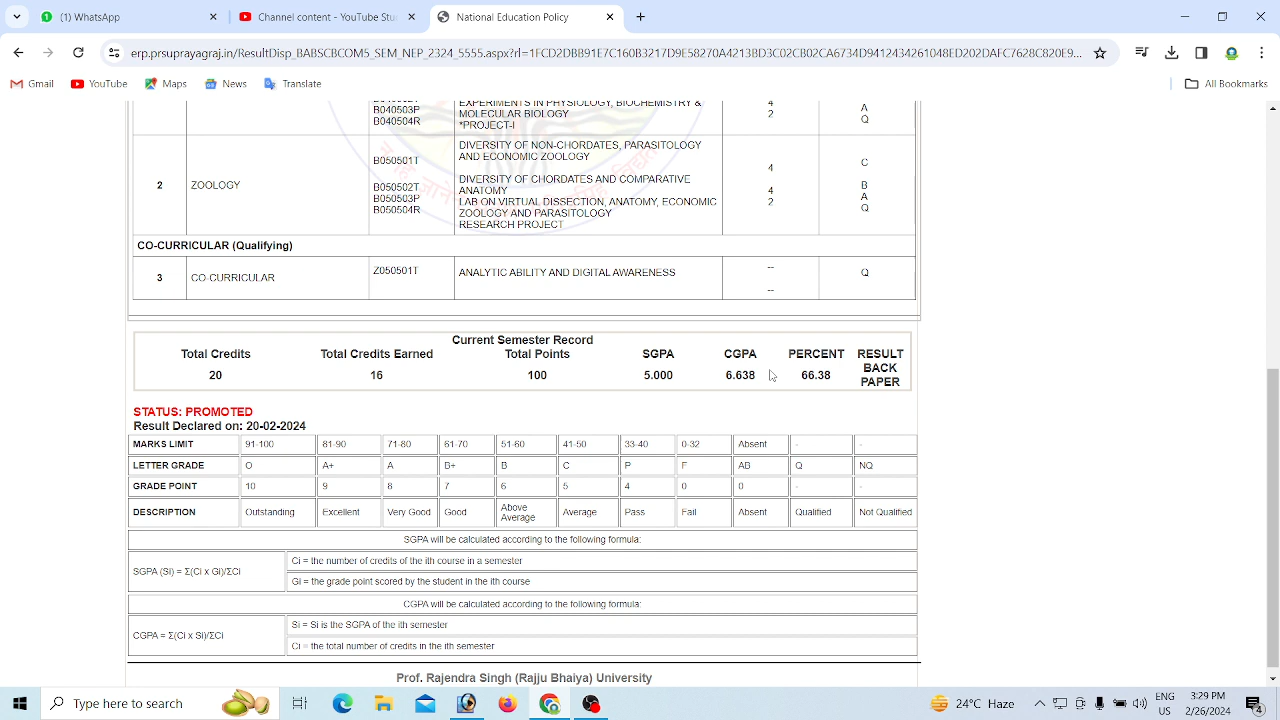 (1) WhatsApp
Channel content - YouTube Stu
National Education Policy
erp.prsuprayagraj.in/ResultDisp_BABSCBCOM5_SEM_NEP_2324_5555.aspx
Gmail YouTube Maps News Translate All Bookmarks
B040503P EXPERIMENTS IN PHYSIOLOGY, BIOCHEMISTRY & 4 A
B040504R MOLECULAR BIOLOGY 2 Q
*PROJECT-I
2 ZOOLOGY
B050501T DIVERSITY OF NON-CHORDATES, PARASITOLOGY 4 C
AND ECONOMIC ZOOLOGY
B050502T DIVERSITY OF CHORDATES AND COMPARATIVE 4 B
ANATOMY
B050503P LAB ON VIRTUAL DISSECTION, ANATOMY, ECONOMIC 2 A
B050504R ZOOLOGY AND PARASITOLOGY Q
RESEARCH PROJECT
CO-CURRICULAR (Qualifying)
3 CO-CURRICULAR Z050501T ANALYTIC ABILITY AND DIGITAL AWARENESS -- Q
--
Current Semester Record
Total Credits Total Credits Earned Total Points SGPA CGPA PERCENT RESULT
20 16 100 5.000 6.638 66.38 BACK
PAPER
STATUS: PROMOTED
Result Declared on: 20-02-2024
MARKS LIMIT 91-100 81-90 71-80 61-70 51-60 41-50 33-40 0-32 Absent - -
LETTER GRADE O A+ A B+ B C P F AB Q NQ
GRADE POINT 10 9 8 7 6 5 4 0 0 - -
DESCRIPTION Outstanding Excellent Very Good Good Above Average Average Pass Fail Absent Qualified Not Qualified
SGPA will be calculated according to the following formula:
SGPA (Si) = Σ(Ci x Gi)/ΣCi
Ci = the number of credits of the ith course in a semester
Gi = the grade point scored by the student in the ith course
CGPA will be calculated according to the following formula:
CGPA = Σ(Ci x Si)/ΣCi
Si = Si is the SGPA of the ith semester
Ci = the total number of credits in the ith semester
Prof. Rajendra Singh (Rajju Bhaiya) University
Type here to search
24°C Haze
ENG
US
3:29 PM
2/26/2024
4